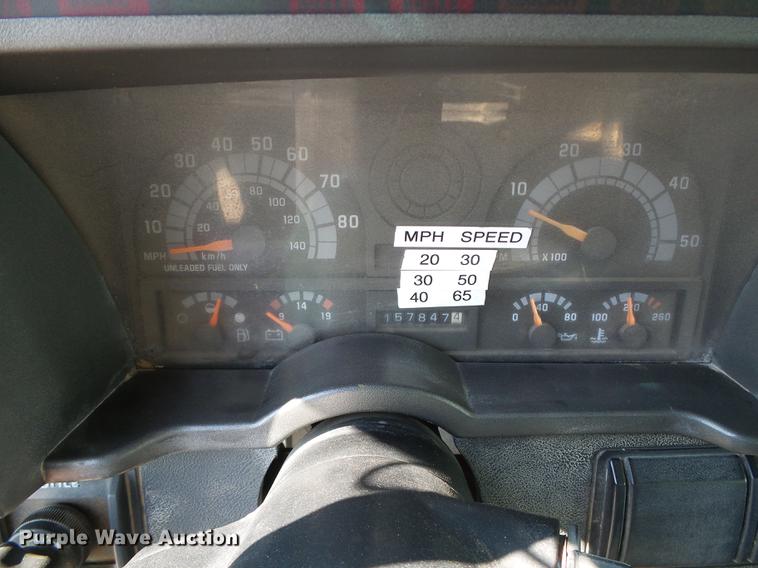 10 20 30 40 50 60 70 80
20 40 80 100 120 140
MPH km/h
UNLEADED FUEL ONLY
10 20 30 40 50
X100
MPH SPEED
20 30
30 50
40 65
9 14 19
157847 4
0 40 80
100 260
Purple Wave Auction